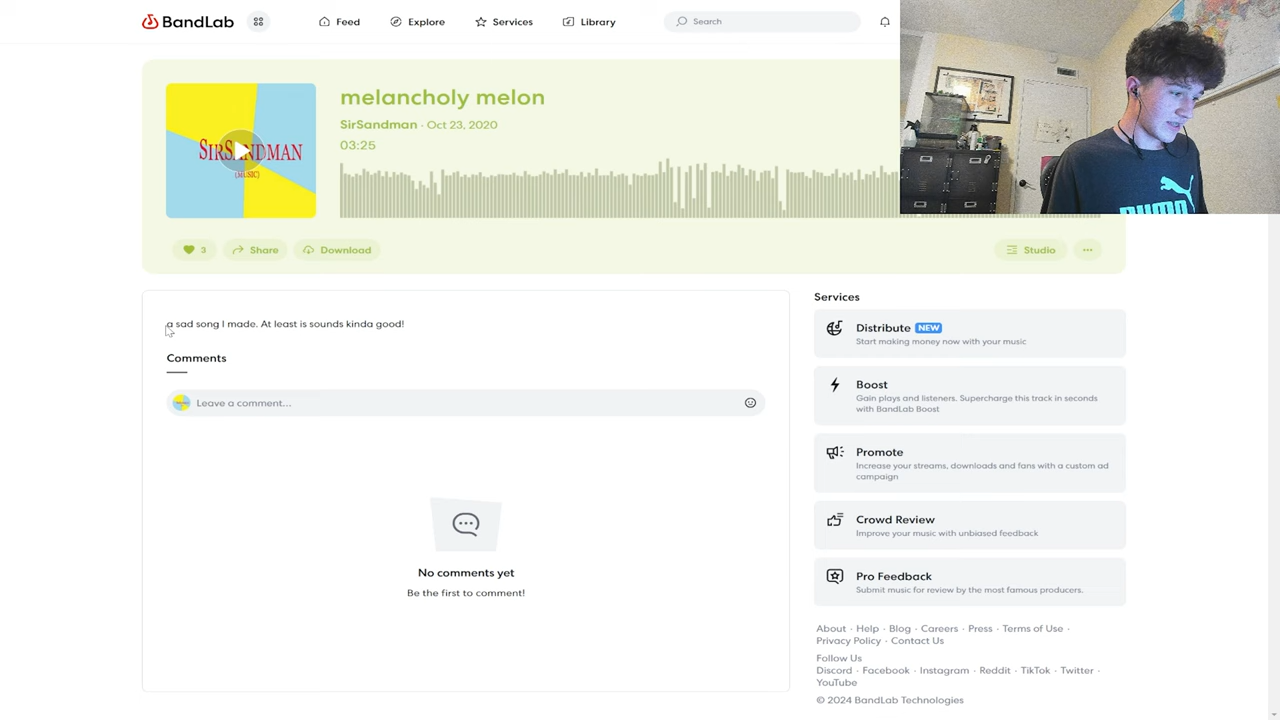 BandLab
Feed
Explore
Services
Library
Search
melancholy melon
SirSandman · Oct 23, 2020
03:25
SIRSANDMAN
(MUSIC)
3
Share
Download
Studio
a sad song I made. At least is sounds kinda good!
Comments
Leave a comment...
No comments yet
Be the first to comment!
Services
Distribute NEW
Start making money now with your music
Boost
Gain plays and listeners. Supercharge this track in seconds
with BandLab Boost
Promote
Increase your streams, downloads and fans with a custom ad
campaign
Crowd Review
Improve your music with unbiased feedback
Pro Feedback
Submit music for review by the most famous producers.
About · Help · Blog · Careers · Press · Terms of Use ·
Privacy Policy · Contact Us
Follow Us
Discord · Facebook · Instagram · Reddit · TikTok · Twitter ·
YouTube
© 2024 BandLab Technologies
PUMA